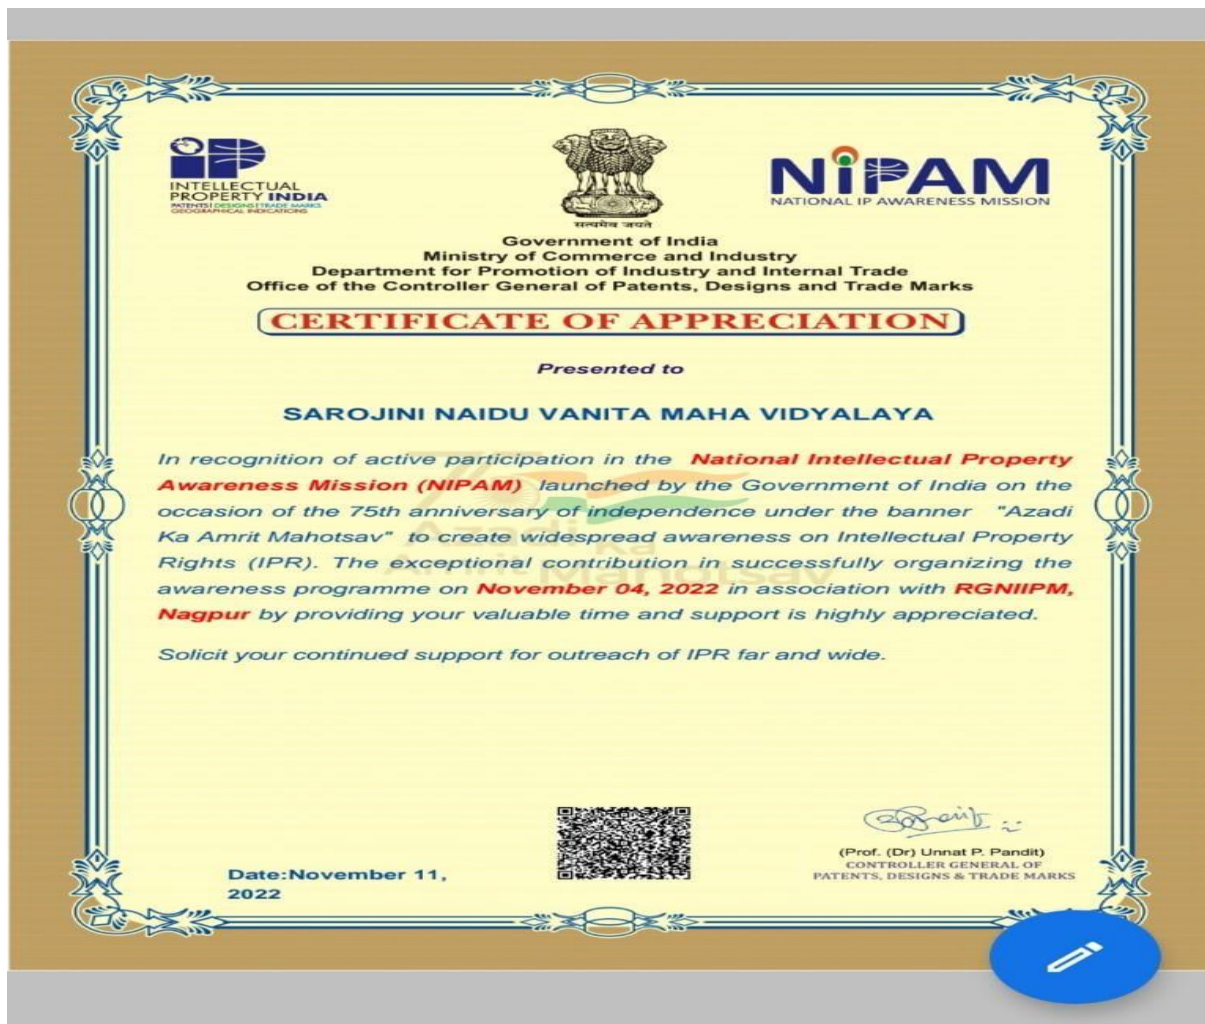 INTELLECTUAL
PROPERTY INDIA
PATENTS | DESIGNS | TRADE MARKS
GEOGRAPHICAL INDICATIONS
सत्यमेव जयते
NiPAM
NATIONAL IP AWARENESS MISSION
Government of India
Ministry of Commerce and Industry
Department for Promotion of Industry and Internal Trade
Office of the Controller General of Patents, Designs and Trade Marks
CERTIFICATE OF APPRECIATION
Presented to
SAROJINI NAIDU VANITA MAHA VIDYALAYA
In recognition of active participation in the National Intellectual Property
Awareness Mission (NIPAM) launched by the Government of India on the
occasion of the 75th anniversary of independence under the banner "Azadi
Ka Amrit Mahotsav" to create widespread awareness on Intellectual Property
Rights (IPR). The exceptional contribution in successfully organizing the
awareness programme on November 04, 2022 in association with RGNIIPM,
Nagpur by providing your valuable time and support is highly appreciated.
Azadi Ka
Amrit Mahotsav
Solicit your continued support for outreach of IPR far and wide.
(Prof. (Dr) Unnat P. Pandit)
CONTROLLER GENERAL OF
PATENTS, DESIGNS & TRADE MARKS
Date:November 11,
2022